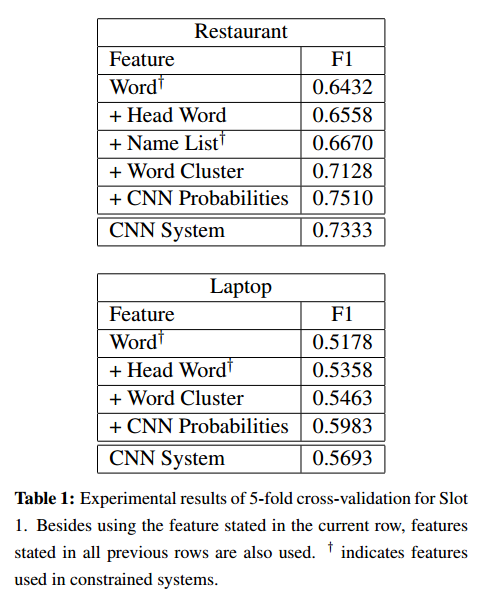 Restaurant
Feature F1
Word† 0.6432
+ Head Word 0.6558
+ Name List† 0.6670
+ Word Cluster 0.7128
+ CNN Probabilities 0.7510
CNN System 0.7333
Laptop
Feature F1
Word† 0.5178
+ Head Word† 0.5358
+ Word Cluster 0.5463
+ CNN Probabilities 0.5983
CNN System 0.5693
Table 1: Experimental results of 5-fold cross-validation for Slot
1. Besides using the feature stated in the current row, features
stated in all previous rows are also used. † indicates features
used in constrained systems.